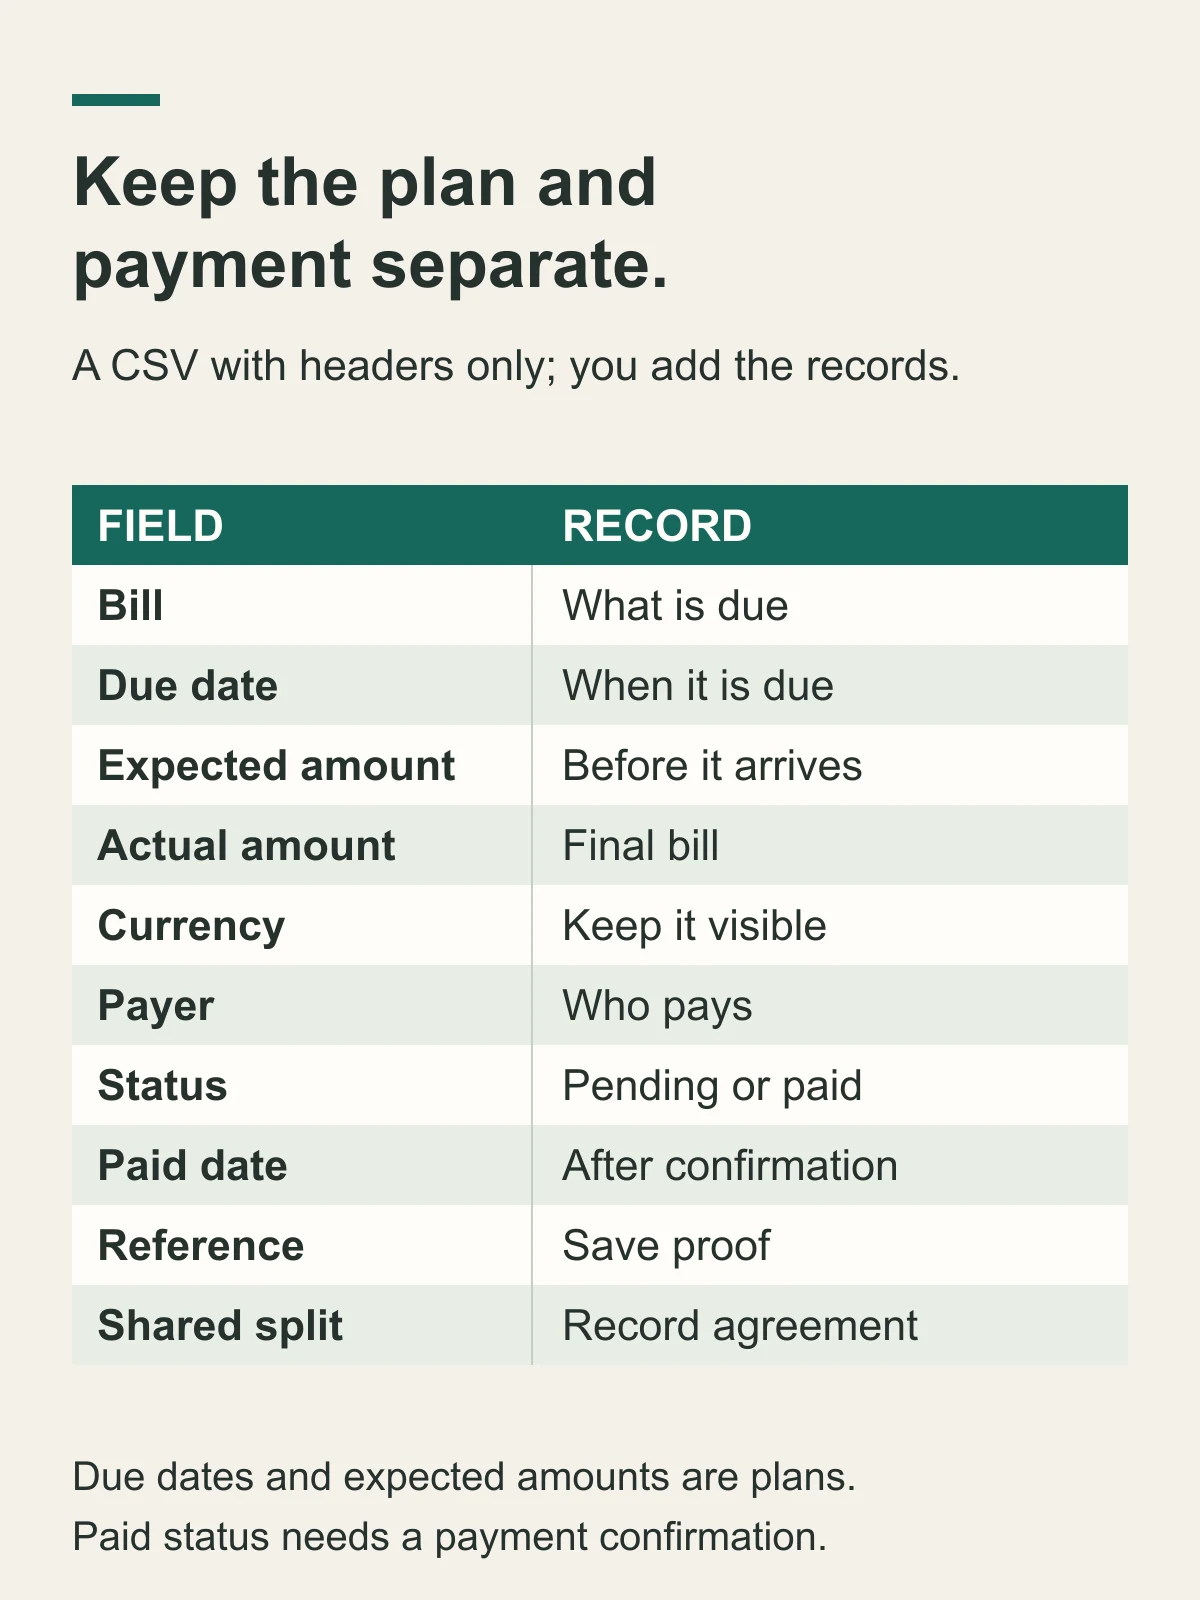 Keep the plan and
payment separate.
A CSV with headers only; you add the records.
FIELD RECORD
Bill What is due
Due date When it is due
Expected amount Before it arrives
Actual amount Final bill
Currency Keep it visible
Payer Who pays
Status Pending or paid
Paid date After confirmation
Reference Save proof
Shared split Record agreement
Due dates and expected amounts are plans.
Paid status needs a payment confirmation.